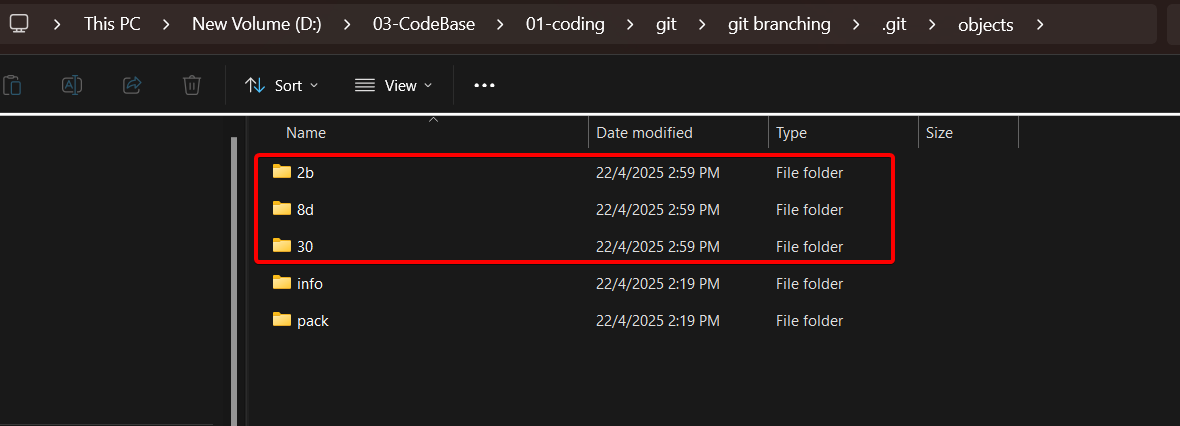 This PC > New Volume (D:) > 03-CodeBase > 01-coding > git > git branching > .git > objects >
Sort View
Name Date modified Type Size
2b 22/4/2025 2:59 PM File folder
8d 22/4/2025 2:59 PM File folder
30 22/4/2025 2:59 PM File folder
info 22/4/2025 2:19 PM File folder
pack 22/4/2025 2:19 PM File folder